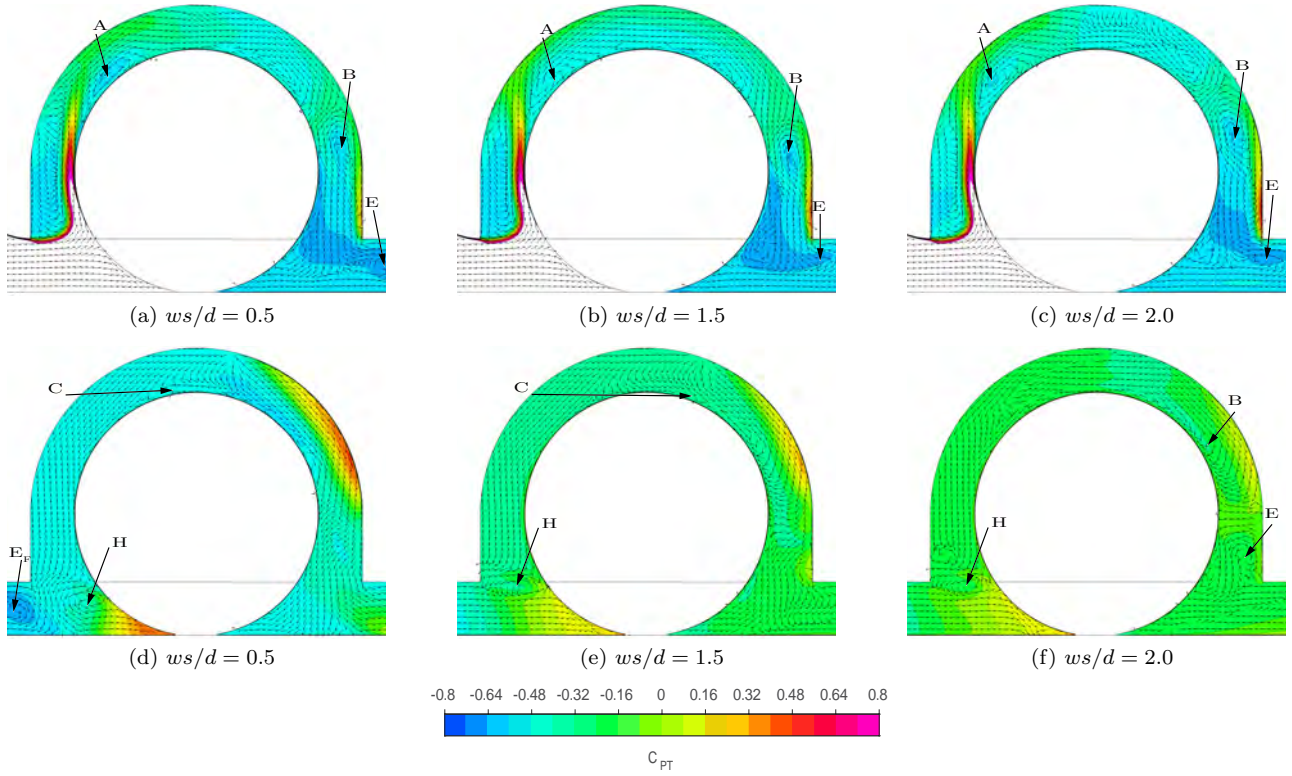 A
B
E
A
B
E
A
B
E
(a) ws/d = 0.5
(b) ws/d = 1.5
(c) ws/d = 2.0
C
E_F
H
C
H
B
H
E
(d) ws/d = 0.5
(e) ws/d = 1.5
(f) ws/d = 2.0
-0.8 -0.64 -0.48 -0.32 -0.16 0 0.16 0.32 0.48 0.64 0.8
C_PT